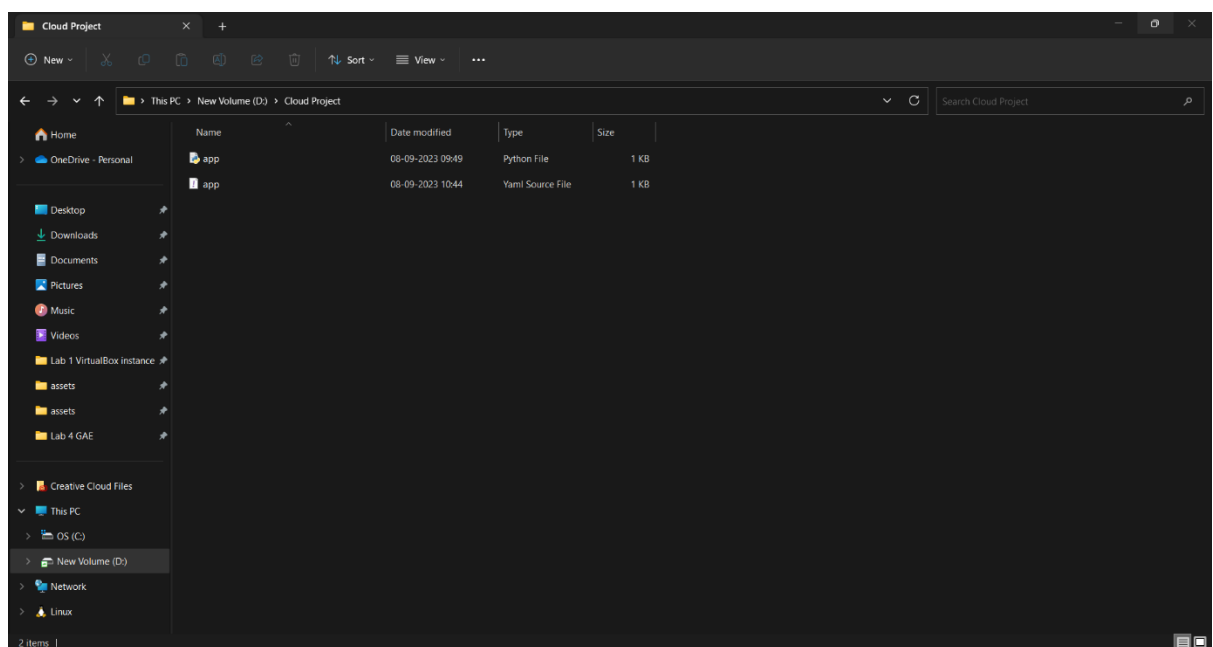 Cloud Project
New
Sort
View
This PC > New Volume (D:) > Cloud Project
Search Cloud Project
Home
OneDrive - Personal
Desktop
Downloads
Documents
Pictures
Music
Videos
Lab 1 VirtualBox instance
assets
assets
Lab 4 GAE
Creative Cloud Files
This PC
OS (C:)
New Volume (D:)
Network
Linux
Name Date modified Type Size
app 08-09-2023 09:49 Python File 1 KB
app 08-09-2023 10:44 Yaml Source File 1 KB
2 items